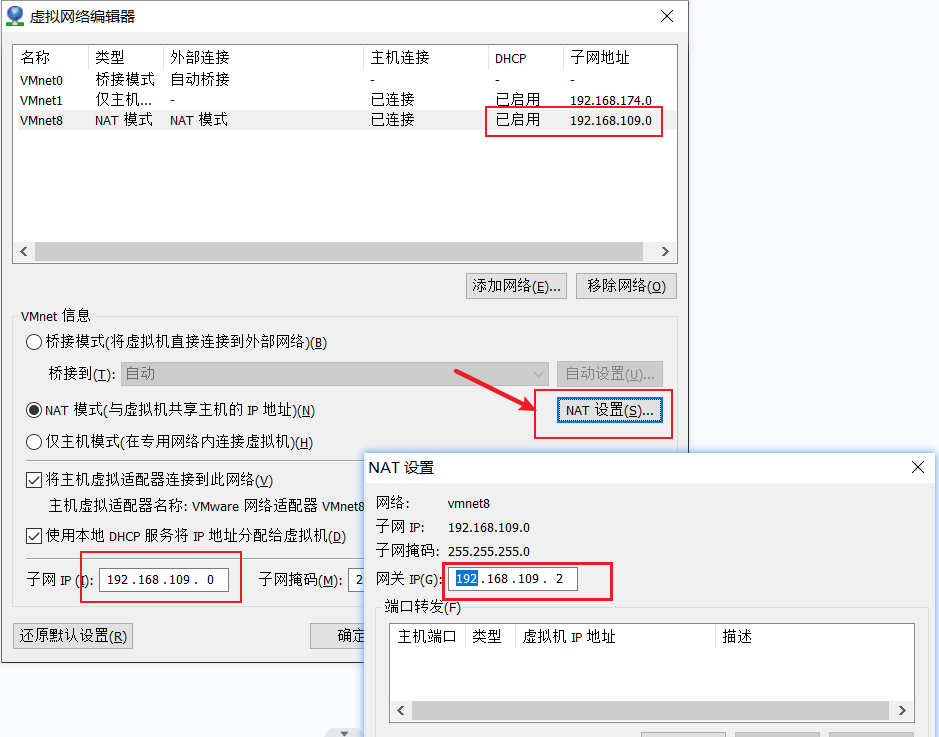 虚拟网络编辑器
名称 类型 外部连接 主机连接 DHCP 子网地址
VMnet0 桥接模式 自动桥接 - - -
VMnet1 仅主机... - 已连接 已启用 192.168.174.0
VMnet8 NAT 模式 NAT 模式 已连接 已启用 192.168.109.0
添加网络(E)... 移除网络(O)
VMnet 信息
桥接模式(将虚拟机直接连接到外部网络)(B)
桥接到(T): 自动 自动设置(U)...
NAT 模式(与虚拟机共享主机的 IP 地址)(N) NAT 设置(S)...
仅主机模式(在专用网络内连接虚拟机)(H)
将主机虚拟适配器连接到此网络(V)
主机虚拟适配器名称: VMware 网络适配器 VMnet8
使用本地 DHCP 服务将 IP 地址分配给虚拟机(D)
子网 IP (I): 192 .168 .109 . 0 子网掩码(M): 2
还原默认设置(R) 确定
NAT 设置
网络: vmnet8
子网 IP: 192.168.109.0
子网掩码: 255.255.255.0
网关 IP(G): 192 .168 .109 . 2
端口转发(F)
主机端口 类型 虚拟机 IP 地址 描述